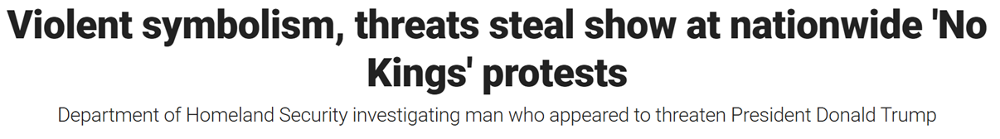 Violent symbolism, threats steal show at nationwide 'No
Kings' protests
Department of Homeland Security investigating man who appeared to threaten President Donald Trump